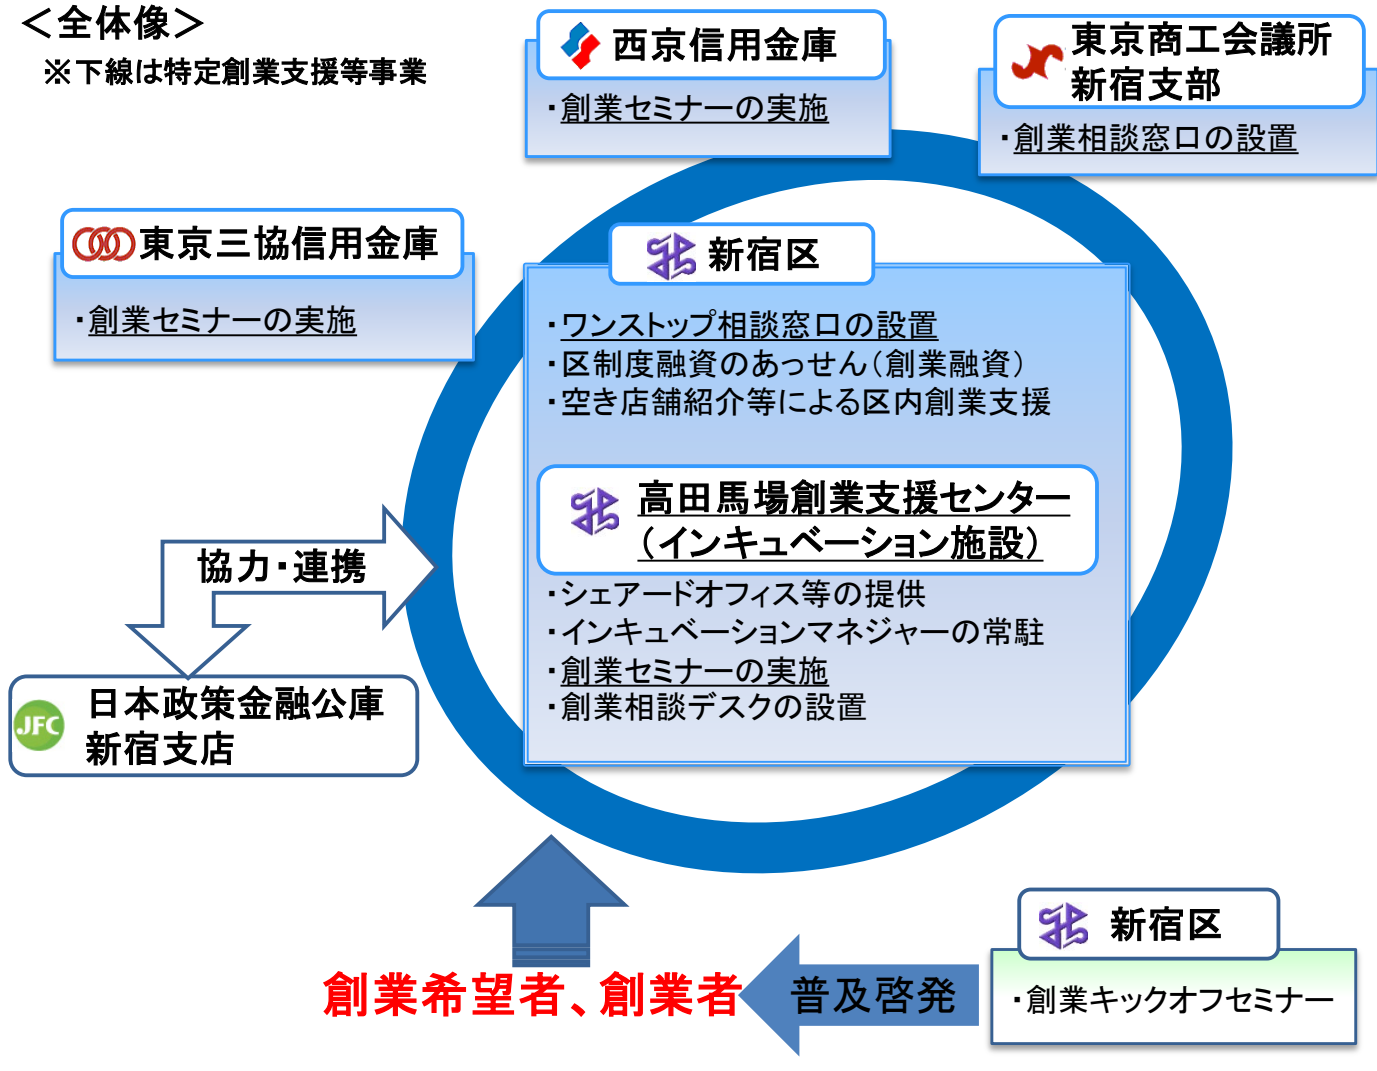 ＜全体像＞
※下線は特定創業支援等事業
西京信用金庫
・創業セミナーの実施
東京商工会議所
新宿支部
・創業相談窓口の設置
東京三協信用金庫
・創業セミナーの実施
新宿区
・ワンストップ相談窓口の設置
・区制度融資のあっせん（創業融資）
・空き店舗紹介等による区内創業支援
高田馬場創業支援センター
（インキュベーション施設）
・シェアードオフィス等の提供
・インキュベーションマネジャーの常駐
・創業セミナーの実施
・創業相談デスクの設置
協力・連携
JFC
日本政策金融公庫
新宿支店
創業希望者、創業者
普及啓発
新宿区
・創業キックオフセミナー